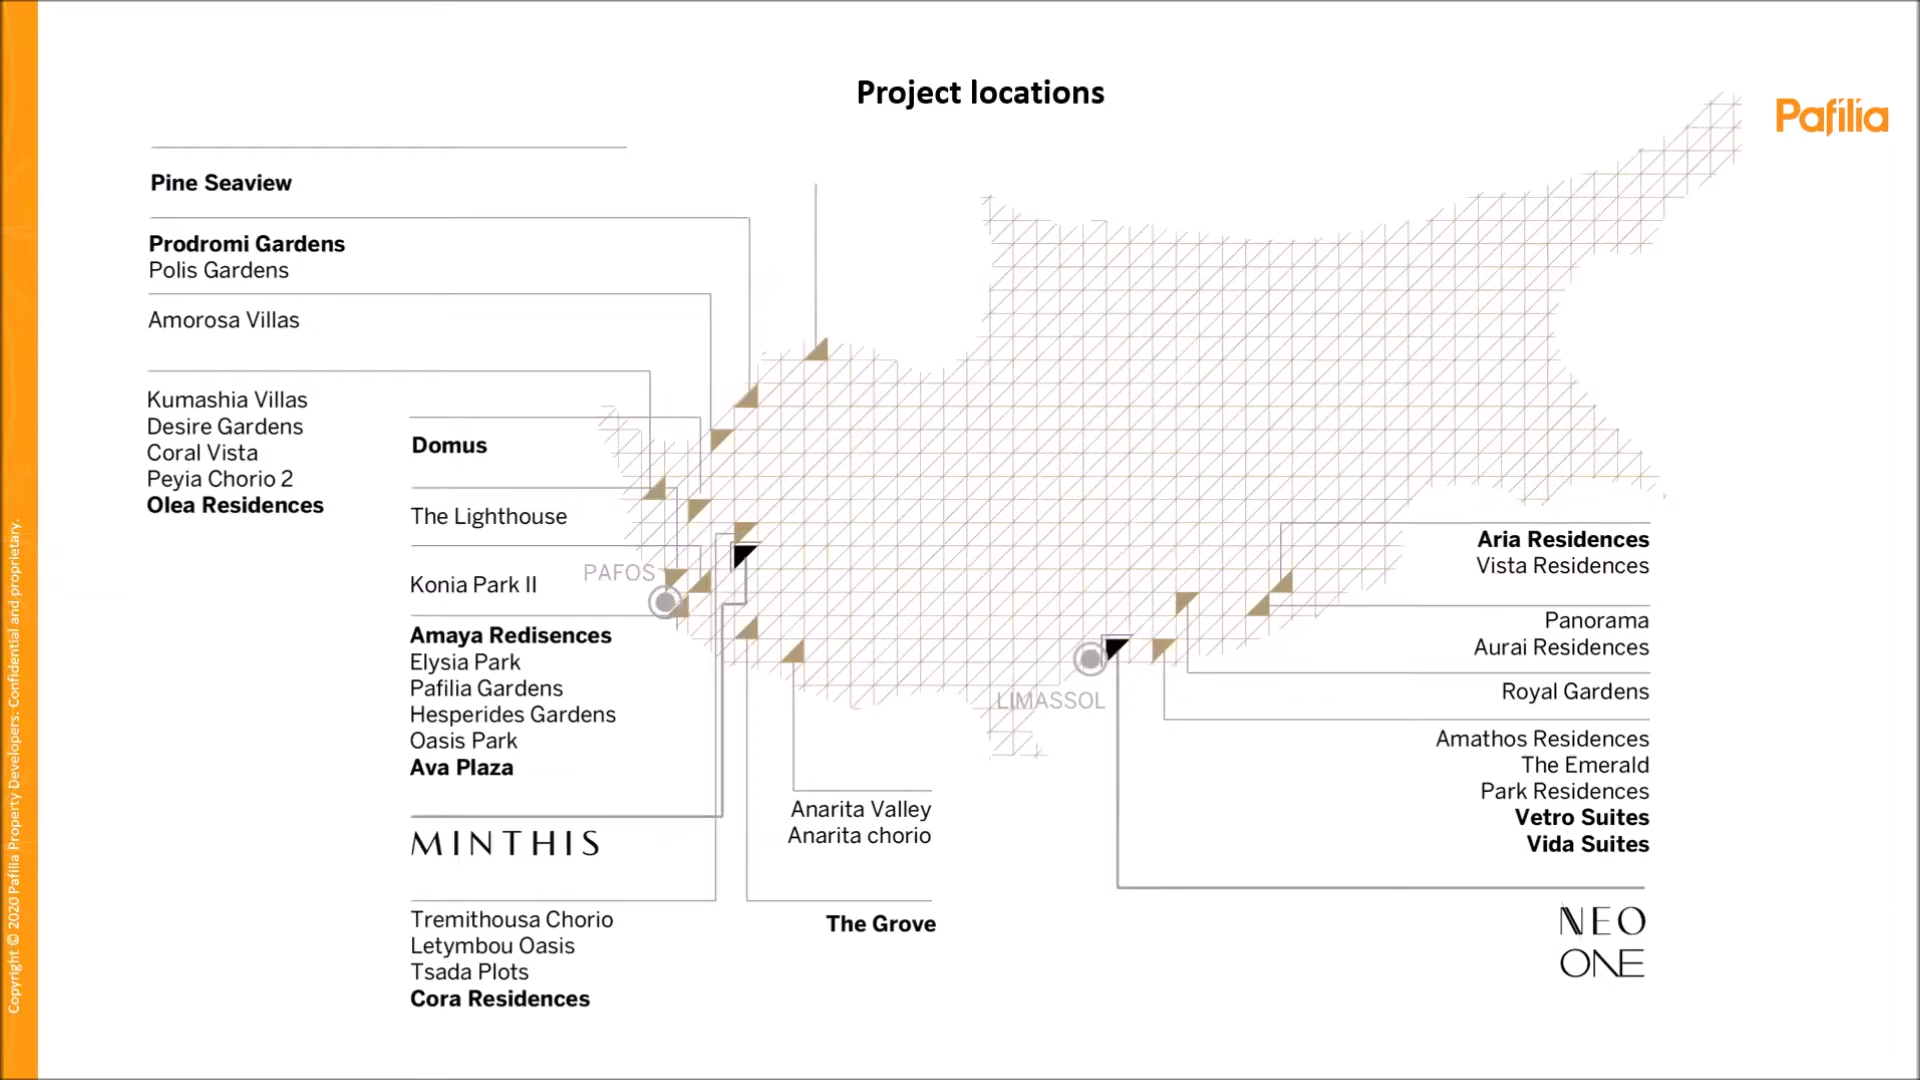 Project locations
Pafilia
Pine Seaview
Prodromi Gardens
Polis Gardens
Amorosa Villas
Kumashia Villas
Desire Gardens
Coral Vista
Peyia Chorio 2
Olea Residences
Domus
The Lighthouse
Konia Park II
PAFOS
Amaya Redisences
Elysia Park
Pafilia Gardens
Hesperides Gardens
Oasis Park
Ava Plaza
MINTHIS
Tremithousa Chorio
Letymbou Oasis
Tsada Plots
Cora Residences
Anarita Valley
Anarita chorio
The Grove
LIMASSOL
Aria Residences
Vista Residences
Panorama
Aurai Residences
Royal Gardens
Amathos Residences
The Emerald
Park Residences
Vetro Suites
Vida Suites
NEO
ONE
Copyright © 2020 Pafilia Property Developers. Confidential and proprietary.